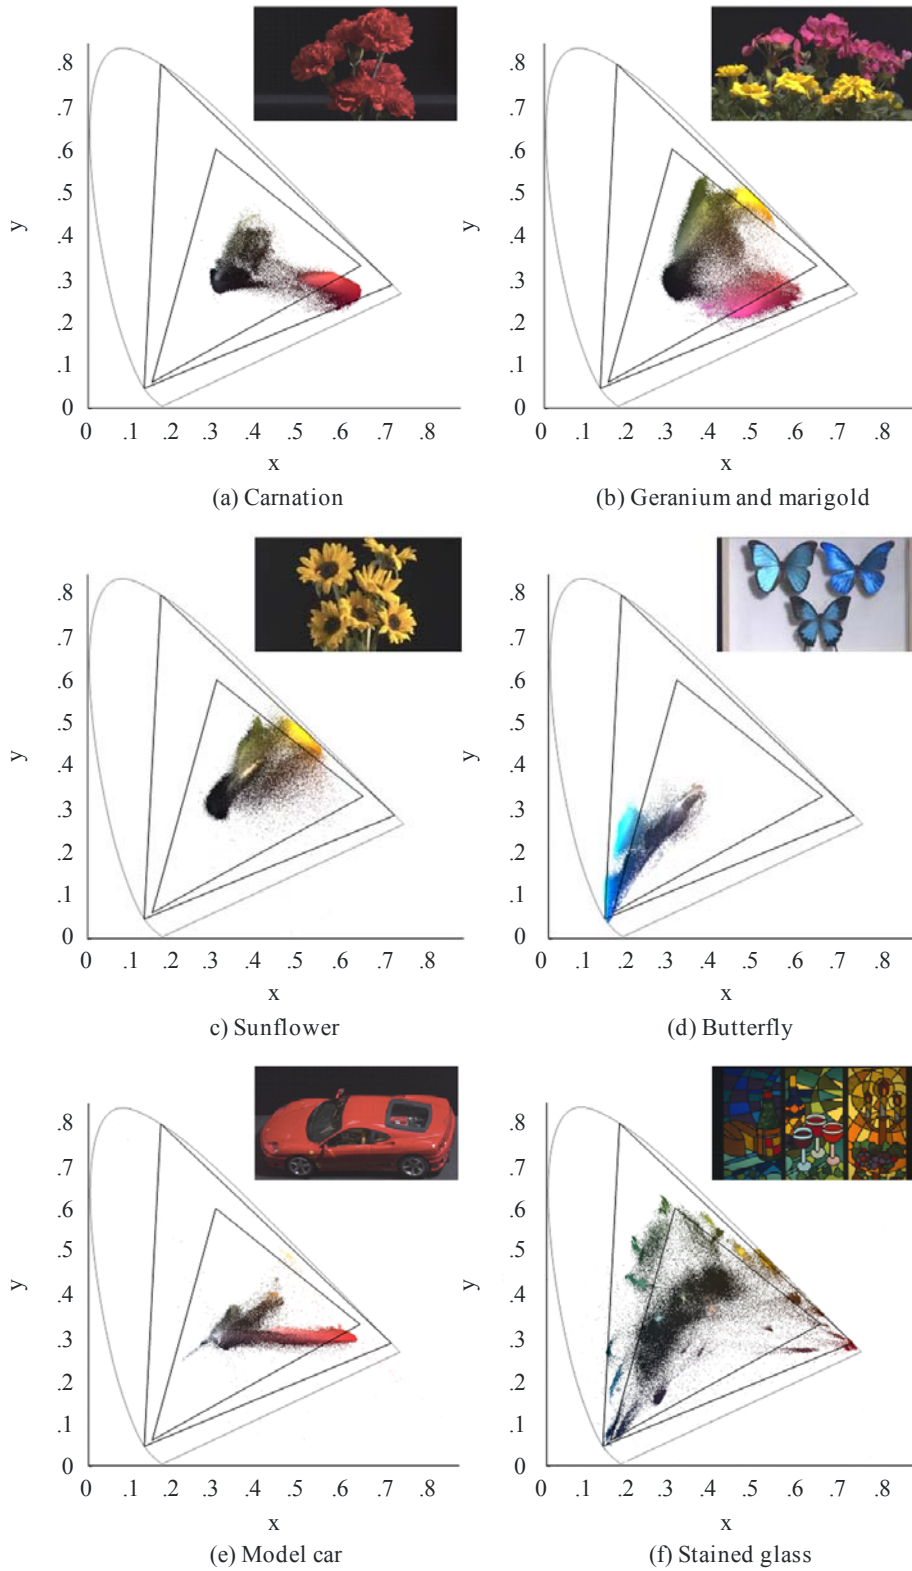 .8
.7
.6
.5
y
.4
.3
.2
.1
0
0 .1 .2 .3 .4 .5 .6 .7 .8
x
(a) Carnation
.8
.7
.6
.5
y
.4
.3
.2
.1
0
0 .1 .2 .3 .4 .5 .6 .7 .8
x
(b) Geranium and marigold
.8
.7
.6
.5
y
.4
.3
.2
.1
0
0 .1 .2 .3 .4 .5 .6 .7 .8
x
c) Sunflower
.8
.7
.6
.5
y
.4
.3
.2
.1
0
0 .1 .2 .3 .4 .5 .6 .7 .8
x
(d) Butterfly
.8
.7
.6
.5
y
.4
.3
.2
.1
0
0 .1 .2 .3 .4 .5 .6 .7 .8
x
(e) Model car
.8
.7
.6
.5
y
.4
.3
.2
.1
0
0 .1 .2 .3 .4 .5 .6 .7 .8
x
(f) Stained glass